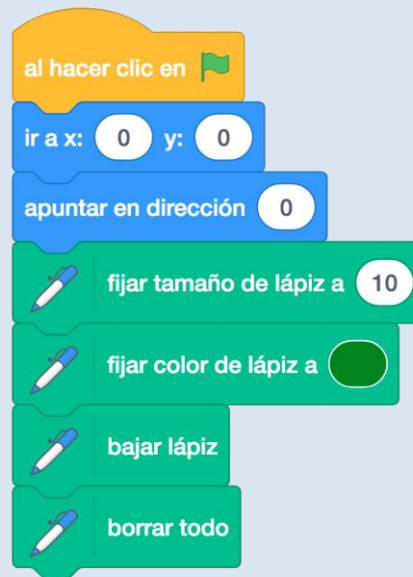 al hacer clic en
ir a x: 0 y: 0
apuntar en dirección 0
fijar tamaño de lápiz a 10
fijar color de lápiz a
bajar lápiz
borrar todo